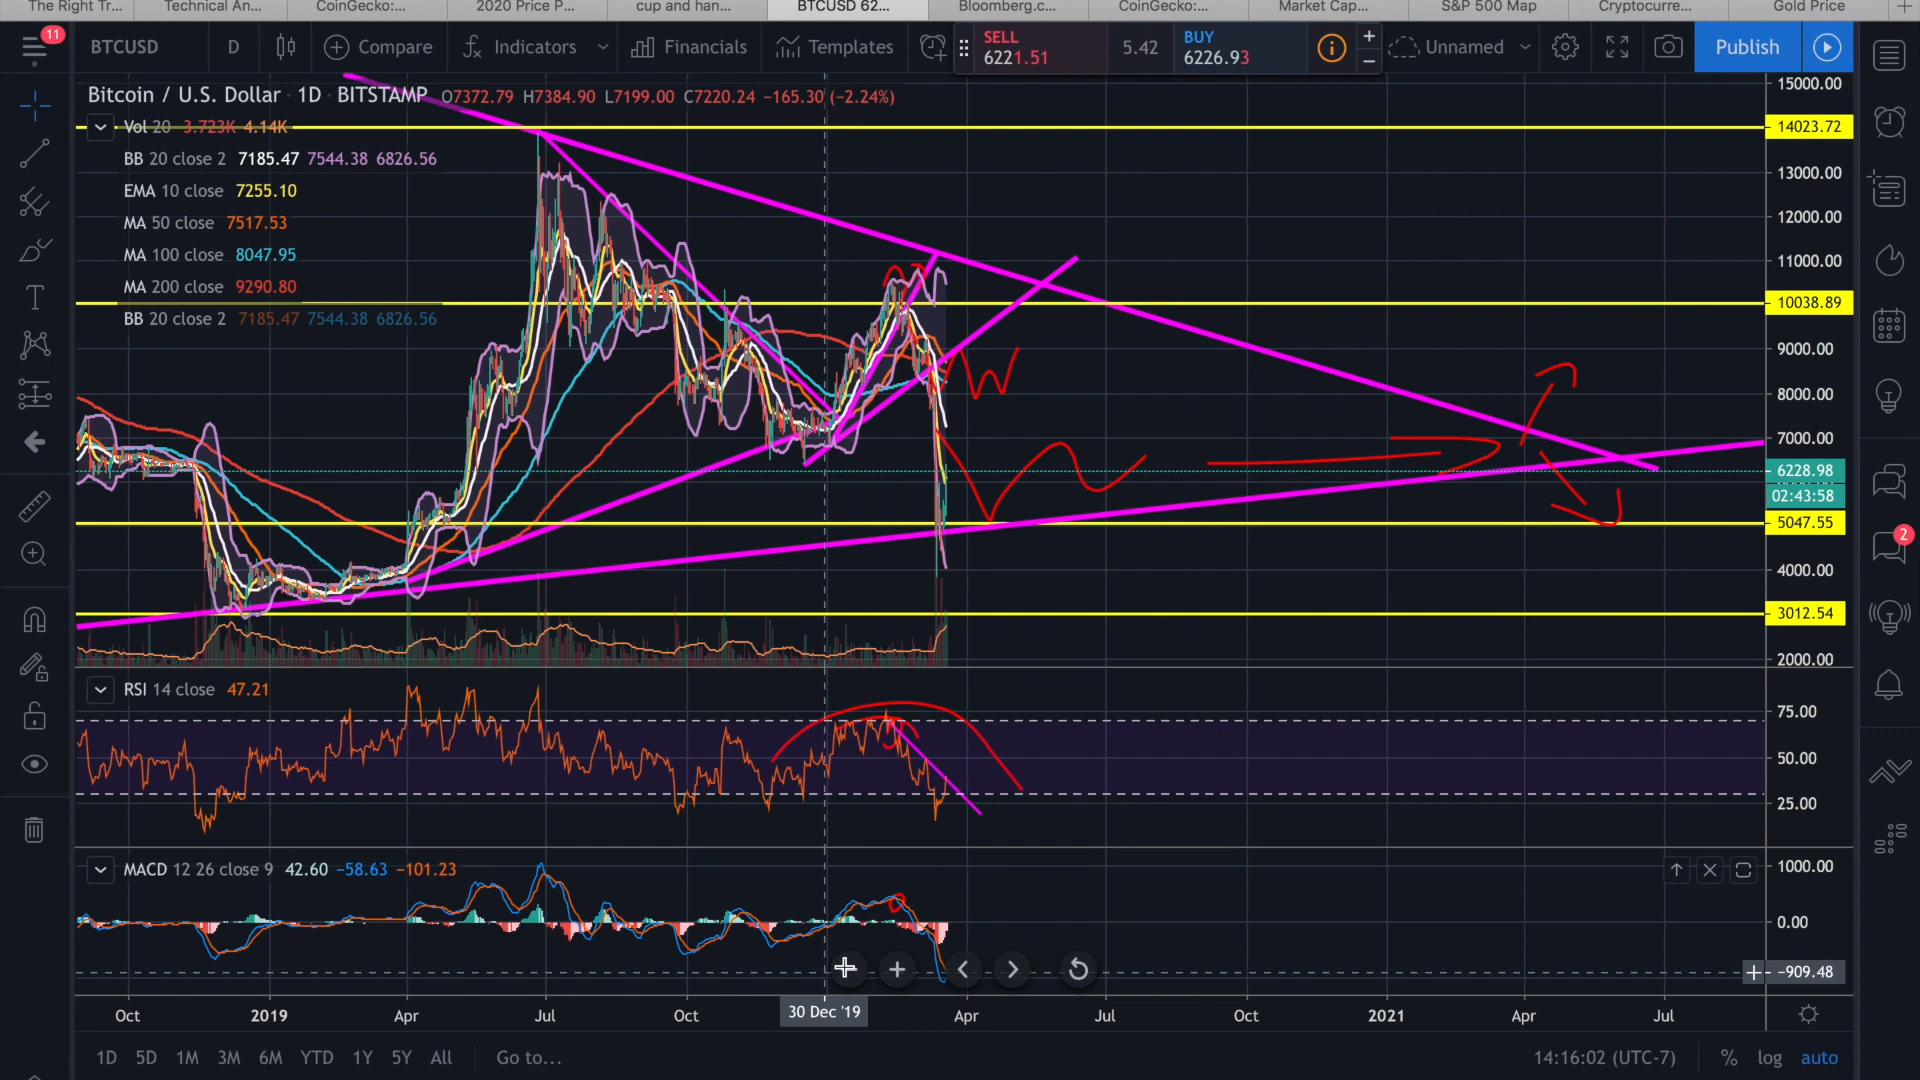 The Right Tr...
Technical An...
CoinGecko:...
2020 Price P...
cup and han...
BTCUSD 62...
Bloomberg.c...
CoinGecko:...
Market Cap...
S&P 500 Map
Cryptocurre...
Gold Price
11
BTCUSD
D
Compare
Indicators
Financials
Templates
SELL
6221.51
5.42
BUY
6226.93
Unnamed
Publish
Bitcoin / U.S. Dollar · 1D · BITSTAMP O7372.79 H7384.90 L7199.00 C7220.24 −165.30 (−2.24%)
Vol 20 3.723K 4.14K
BB 20 close 2 7185.47 7544.38 6826.56
EMA 10 close 7255.10
MA 50 close 7517.53
MA 100 close 8047.95
MA 200 close 9290.80
BB 20 close 2 7185.47 7544.38 6826.56
15000.00
14023.72
13000.00
12000.00
11000.00
10038.89
9000.00
8000.00
7000.00
6228.98
02:43:58
5047.55
4000.00
3012.54
2000.00
W
2
RSI 14 close 47.21
75.00
50.00
25.00
MACD 12 26 close 9 42.60 −58.63 −101.23
1000.00
0.00
−909.48
Oct
2019
Apr
Jul
Oct
30 Dec '19
Apr
Jul
Oct
2021
Apr
Jul
1D 5D 1M 3M 6M YTD 1Y 5Y All Go to...
14:16:02 (UTC-7) % log auto